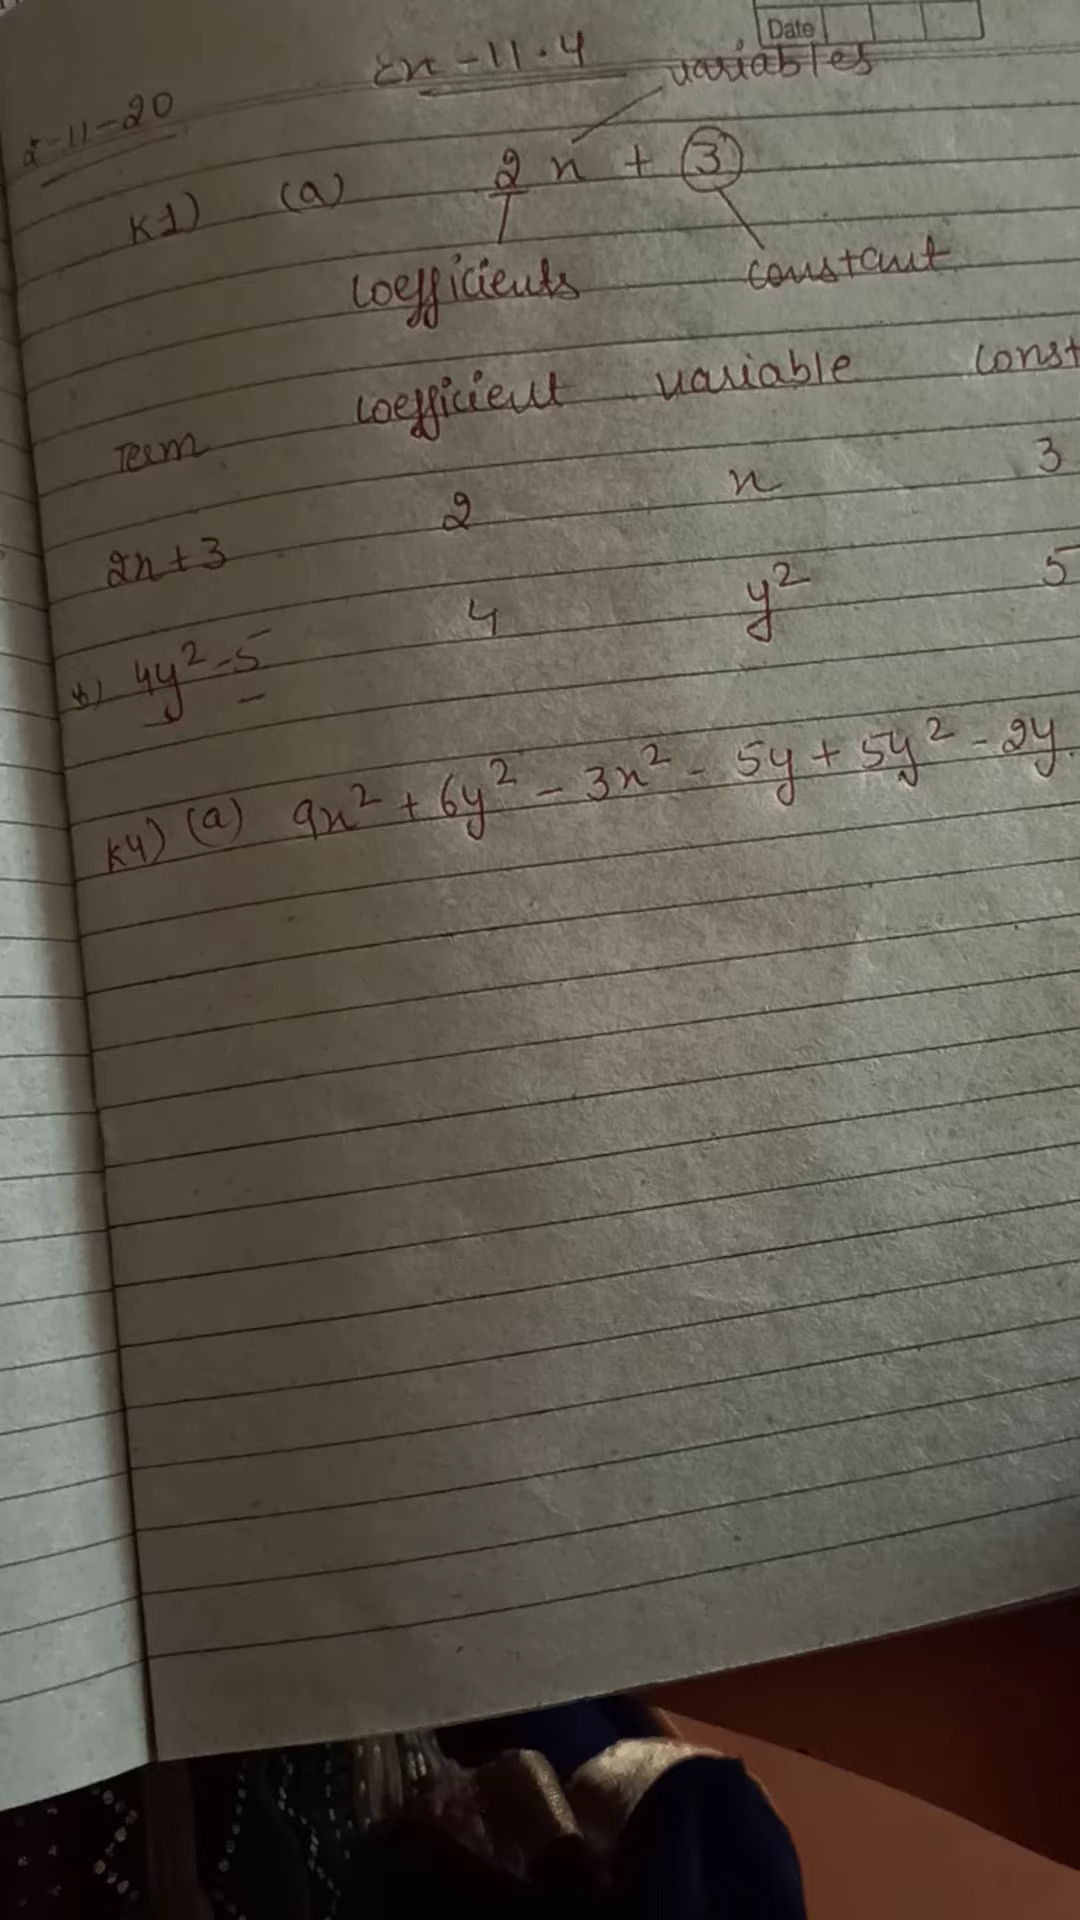 Date
Ex - 11.4
variables
2-11-20
K1) (a) 2x + 3
coefficients constant
Term coefficient variable const
2x+3 2 x 3
b) 4y²-5 4 y² 5
K4) (a) 9x² + 6y² - 3x² - 5y + 5y² - 2y.